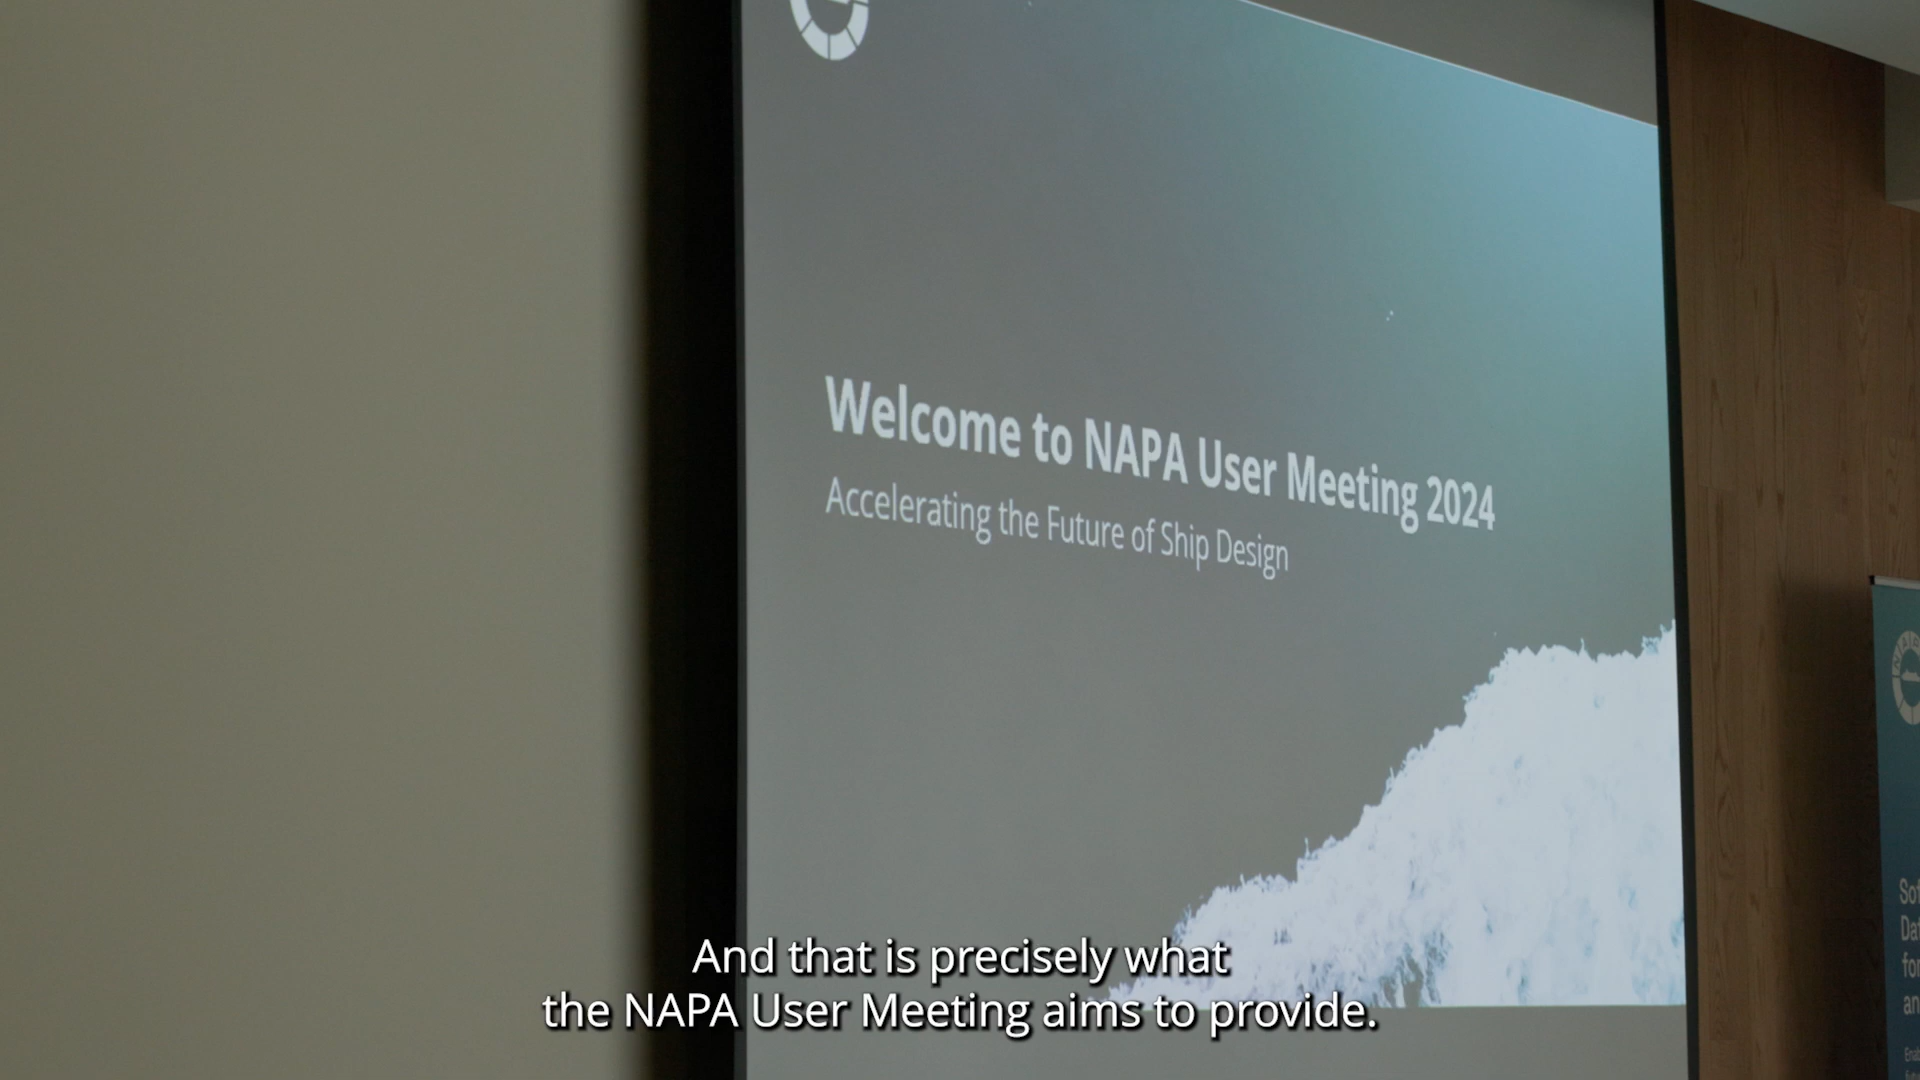 Welcome to NAPA User Meeting 2024
Accelerating the Future of Ship Design
And that is precisely what
the NAPA User Meeting aims to provide.